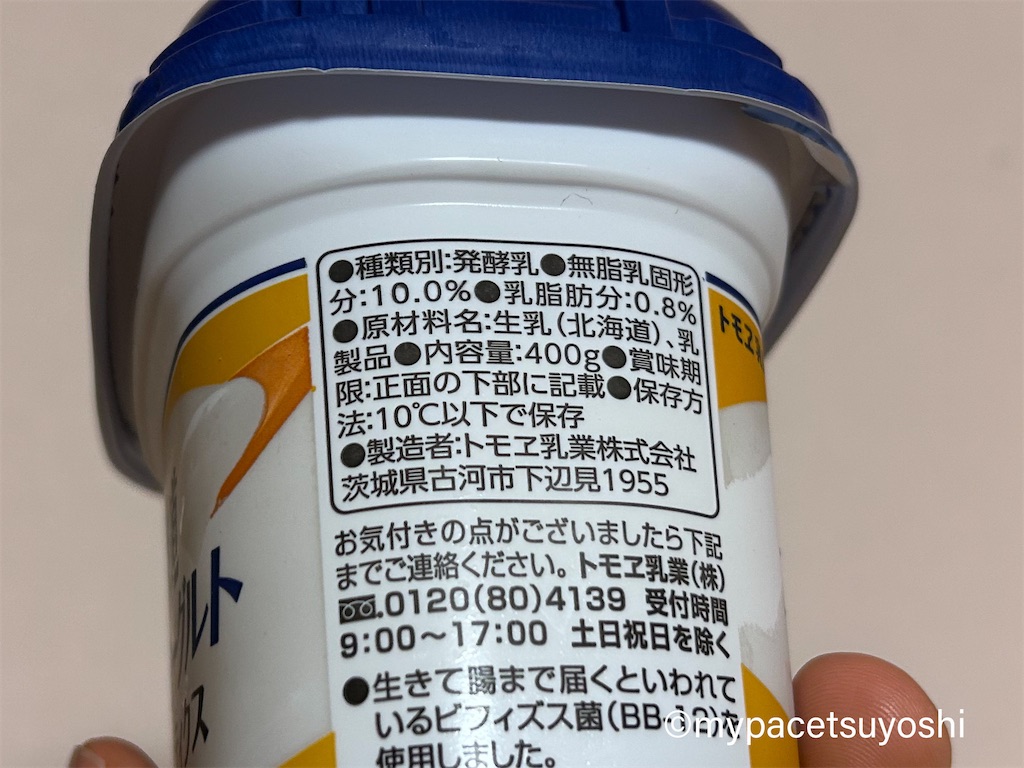 ●種類別:発酵乳●無脂乳固形
分:10.0%●乳脂肪分:0.8%
●原材料名:生乳(北海道)、乳
製品●内容量:400g●賞味期
限:正面の下部に記載●保存方
法:10℃以下で保存
●製造者:トモヱ乳業株式会社
茨城県古河市下辺見1955
お気付きの点がございましたら下記
までご連絡ください。トモヱ乳業(株)
0120(80)4139 受付時間
9:00〜17:00 土日祝日を除く
●生きて腸まで届くといわれて
いるビフィズス菌(BB-12)を
使用しました。
グルト
クス
トモヱ
©mypacetsuyoshi